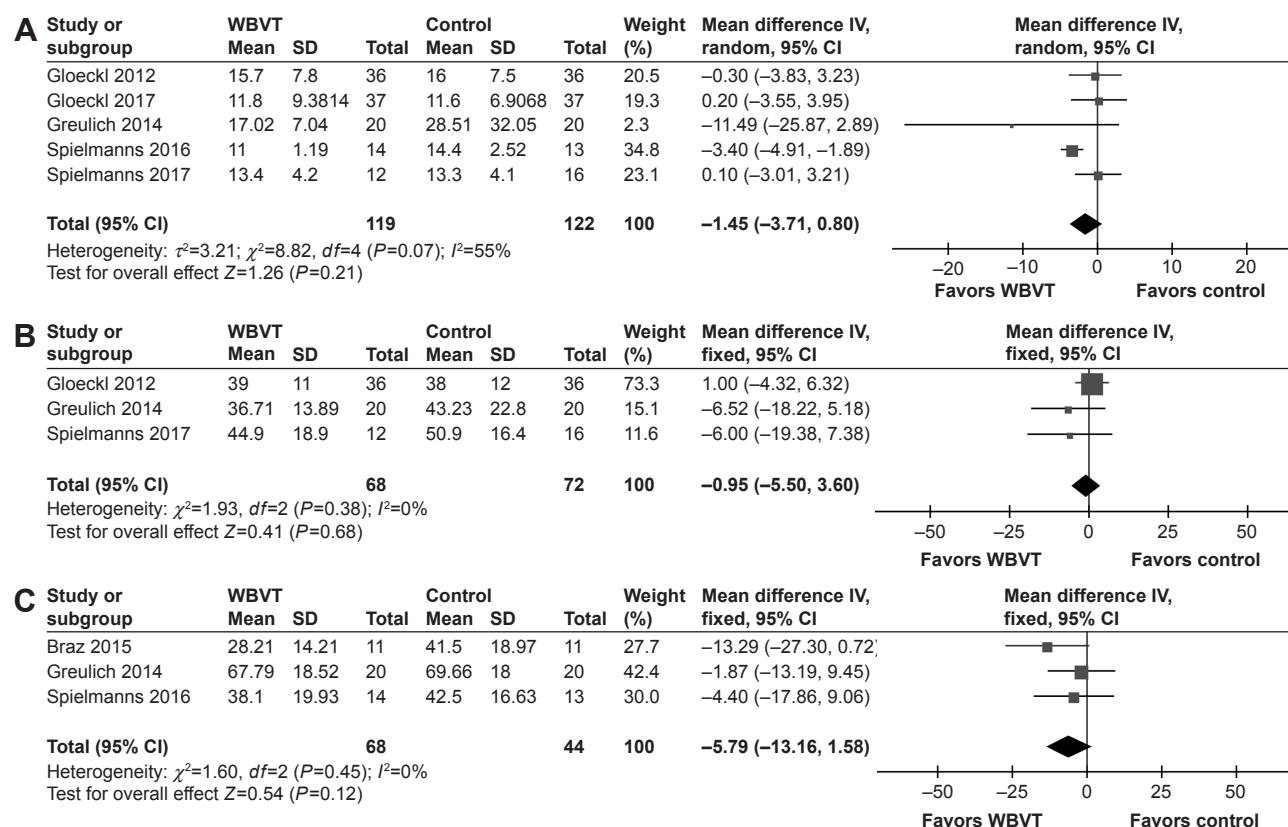 A Study or WBVT Control Weight Mean difference IV, Mean difference IV,
subgroup Mean SD Total Mean SD Total (%) random, 95% CI random, 95% CI
Gloeckl 2012 15.7 7.8 36 16 7.5 36 20.5 –0.30 (–3.83, 3.23)
Gloeckl 2017 11.8 9.3814 37 11.6 6.9068 37 19.3 0.20 (–3.55, 3.95)
Greulich 2014 17.02 7.04 20 28.51 32.05 20 2.3 –11.49 (–25.87, 2.89)
Spielmanns 2016 11 1.19 14 14.4 2.52 13 34.8 –3.40 (–4.91, –1.89)
Spielmanns 2017 13.4 4.2 12 13.3 4.1 16 23.1 0.10 (–3.01, 3.21)
Total (95% CI) 119 122 100 –1.45 (–3.71, 0.80)
Heterogeneity: τ²=3.21; χ²=8.82, df=4 (P=0.07); I²=55%
Test for overall effect Z=1.26 (P=0.21)
–20 –10 0 10 20
Favors WBVT Favors control
B Study or WBVT Control Weight Mean difference IV, Mean difference IV,
subgroup Mean SD Total Mean SD Total (%) fixed, 95% CI fixed, 95% CI
Gloeckl 2012 39 11 36 38 12 36 73.3 1.00 (–4.32, 6.32)
Greulich 2014 36.71 13.89 20 43.23 22.8 20 15.1 –6.52 (–18.22, 5.18)
Spielmanns 2017 44.9 18.9 12 50.9 16.4 16 11.6 –6.00 (–19.38, 7.38)
Total (95% CI) 68 72 100 –0.95 (–5.50, 3.60)
Heterogeneity: χ²=1.93, df=2 (P=0.38); I²=0%
Test for overall effect Z=0.41 (P=0.68)
–50 –25 0 25 50
Favors WBVT Favors control
C Study or WBVT Control Weight Mean difference IV, Mean difference IV,
subgroup Mean SD Total Mean SD Total (%) fixed, 95% CI fixed, 95% CI
Braz 2015 28.21 14.21 11 41.5 18.97 11 27.7 –13.29 (–27.30, 0.72)
Greulich 2014 67.79 18.52 20 69.66 18 20 42.4 –1.87 (–13.19, 9.45)
Spielmanns 2016 38.1 19.93 14 42.5 16.63 13 30.0 –4.40 (–17.86, 9.06)
Total (95% CI) 68 44 100 –5.79 (–13.16, 1.58)
Heterogeneity: χ²=1.60, df=2 (P=0.45); I²=0%
Test for overall effect Z=0.54 (P=0.12)
–50 –25 0 25 50
Favors WBVT Favors control